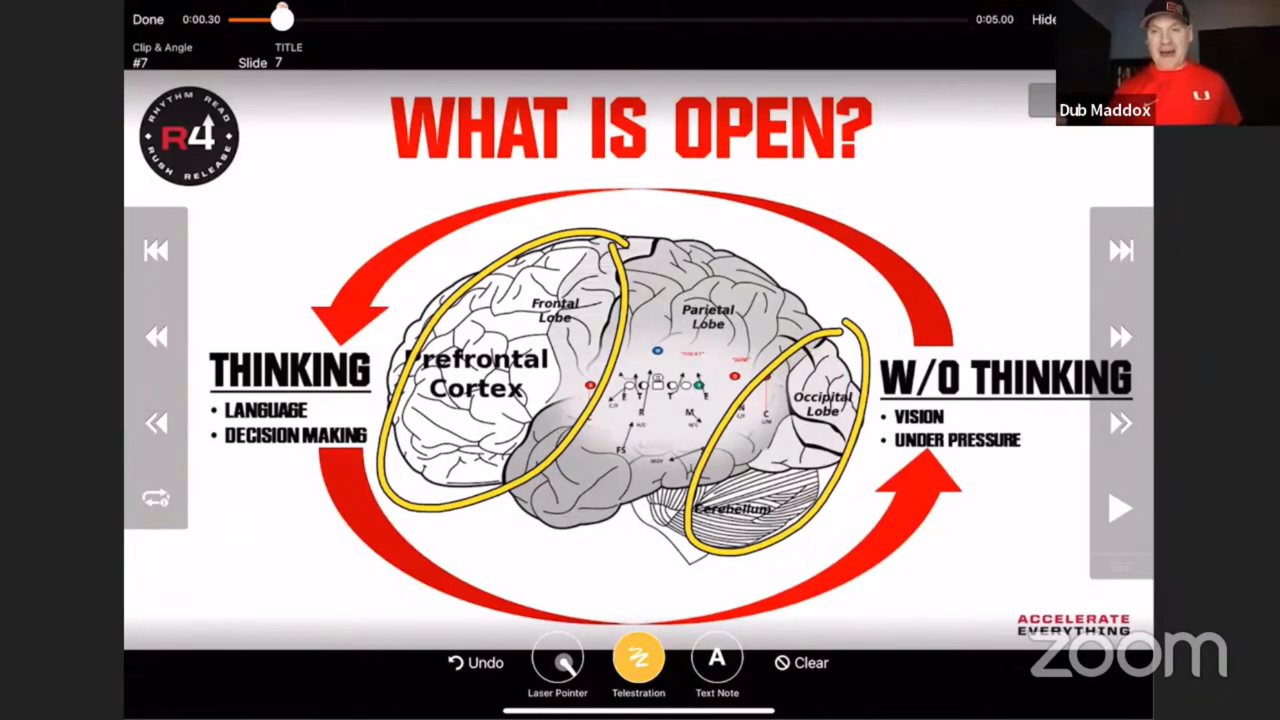 Done 0:00.30 0:05.00 Hide
Clip & Angle TITLE
#7 Slide 7
Dub Maddox
RHYTHM READ
R4
RUSH RELEASE
WHAT IS OPEN?
Frontal
Lobe
Parietal
Lobe
Prefrontal
Cortex
THINKING
• LANGUAGE
• DECISION MAKING
Occipital
Lobe
W/O THINKING
• VISION
• UNDER PRESSURE
E T T E
R M
N C
FS
Cerebellum
ACCELERATE
EVERYTHING
zoom
Undo Clear
A
Laser Pointer Telestration Text Note